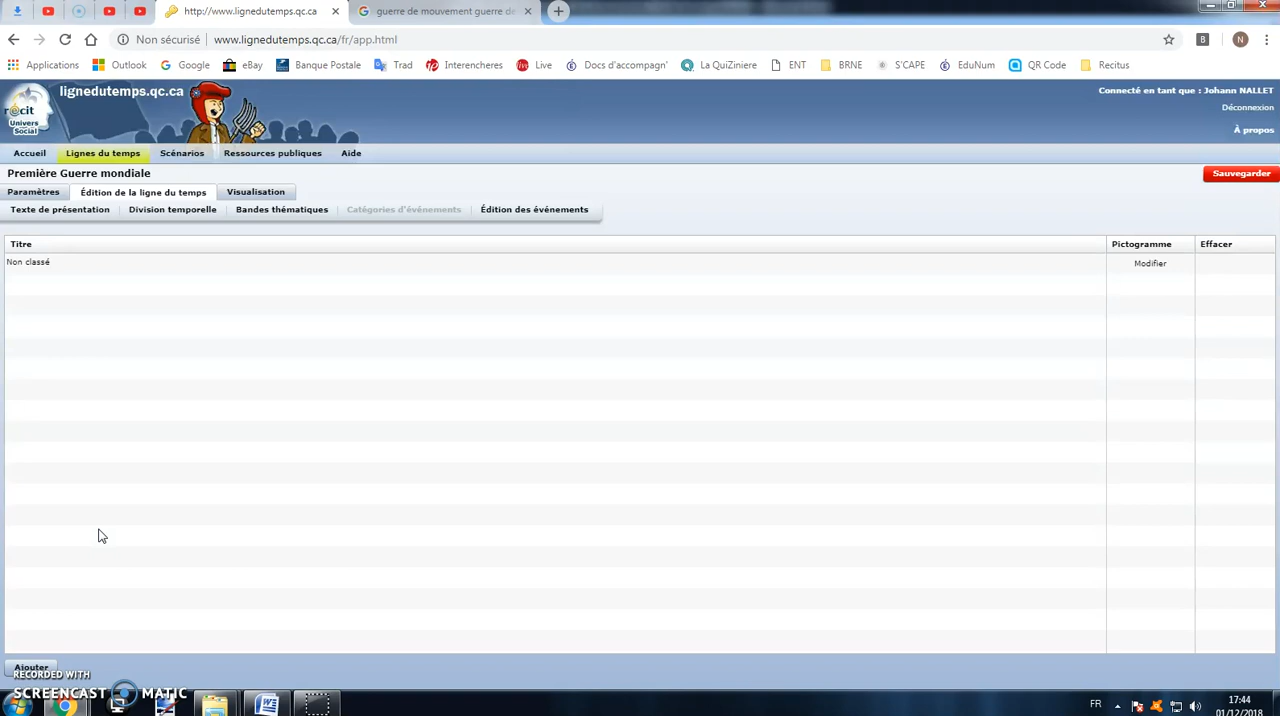 http://www.lignedutemps.qc.ca
guerre de mouvement guerre de
Non sécurisé
www.lignedutemps.qc.ca/fr/app.html
B
N
Applications
Outlook
Google
eBay
Banque Postale
Trad
Interencheres
Live
Docs d'accompagn'
La QuiZiniere
ENT
BRNE
S'CAPE
EduNum
QR Code
Recitus
récit
Univers
Social
lignedutemps.qc.ca
Connecté en tant que : Johann NALLET
Déconnexion
À propos
Accueil
Lignes du temps
Scénarios
Ressources publiques
Aide
Première Guerre mondiale
Sauvegarder
Paramètres
Édition de la ligne du temps
Visualisation
Texte de présentation
Division temporelle
Bandes thématiques
Catégories d'évènements
Édition des événements
Titre
Pictogramme
Effacer
Non classé
Modifier
Ajouter
RECORDED WITH
SCREENCAST MATIC
FR
17:44
01/12/2018